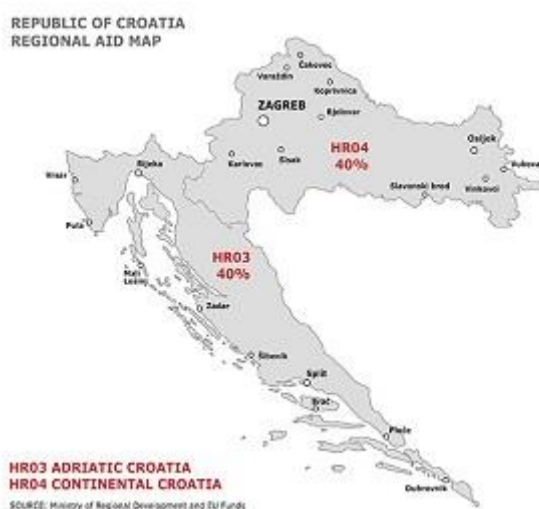 REPUBLIC OF CROATIA
REGIONAL AID MAP
Čakovec
Varaždin
Koprivnica
ZAGREB
Bjelovar
HR04
40%
Osijek
Rijeka
Karlovac
Sisak
Vukovar
Vrsar
Slavonski brod
Vinkovci
Pula
HR03
40%
Mali
Lošinj
Zadar
Šibenik
Split
Brač
Ploče
HR03 ADRIATIC CROATIA
HR04 CONTINENTAL CROATIA
Dubrovnik
SOURCE: Ministry of Regional Development and EU Funds